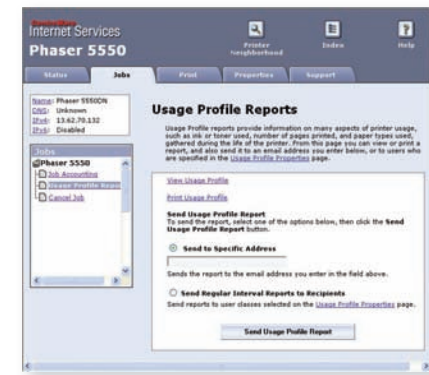 CentreWare
Internet Services
Phaser 5550
Printer
Neighborhood
Index
Help
Status
Jobs
Print
Properties
Support
Name: Phaser 5550DN
DNS: Unknown
IPv4: 13.62.70.132
IPv6: Disabled
Jobs
Phaser 5550
Job Accounting
Usage Profile Repor
Cancel Job
Usage Profile Reports
Usage Profile reports provide information on many aspects of printer usage,
such as ink or toner used, number of pages printed, and paper types used,
gathered during the life of the printer. From this page you can view or print a
report, and also send it to an email address you enter below, or to users who
are specified in the Usage Profile Properties page.
View Usage Profile
Print Usage Profile
Send Usage Profile Report
To send the report, select one of the options below, then click the Send
Usage Profile Report button.
Send to Specific Address
Sends the report to the email address you enter in the field above.
Send Regular Interval Reports to Recipients
Send reports to user classes selected on the Usage Profile Properties page.
Send Usage Profile Report